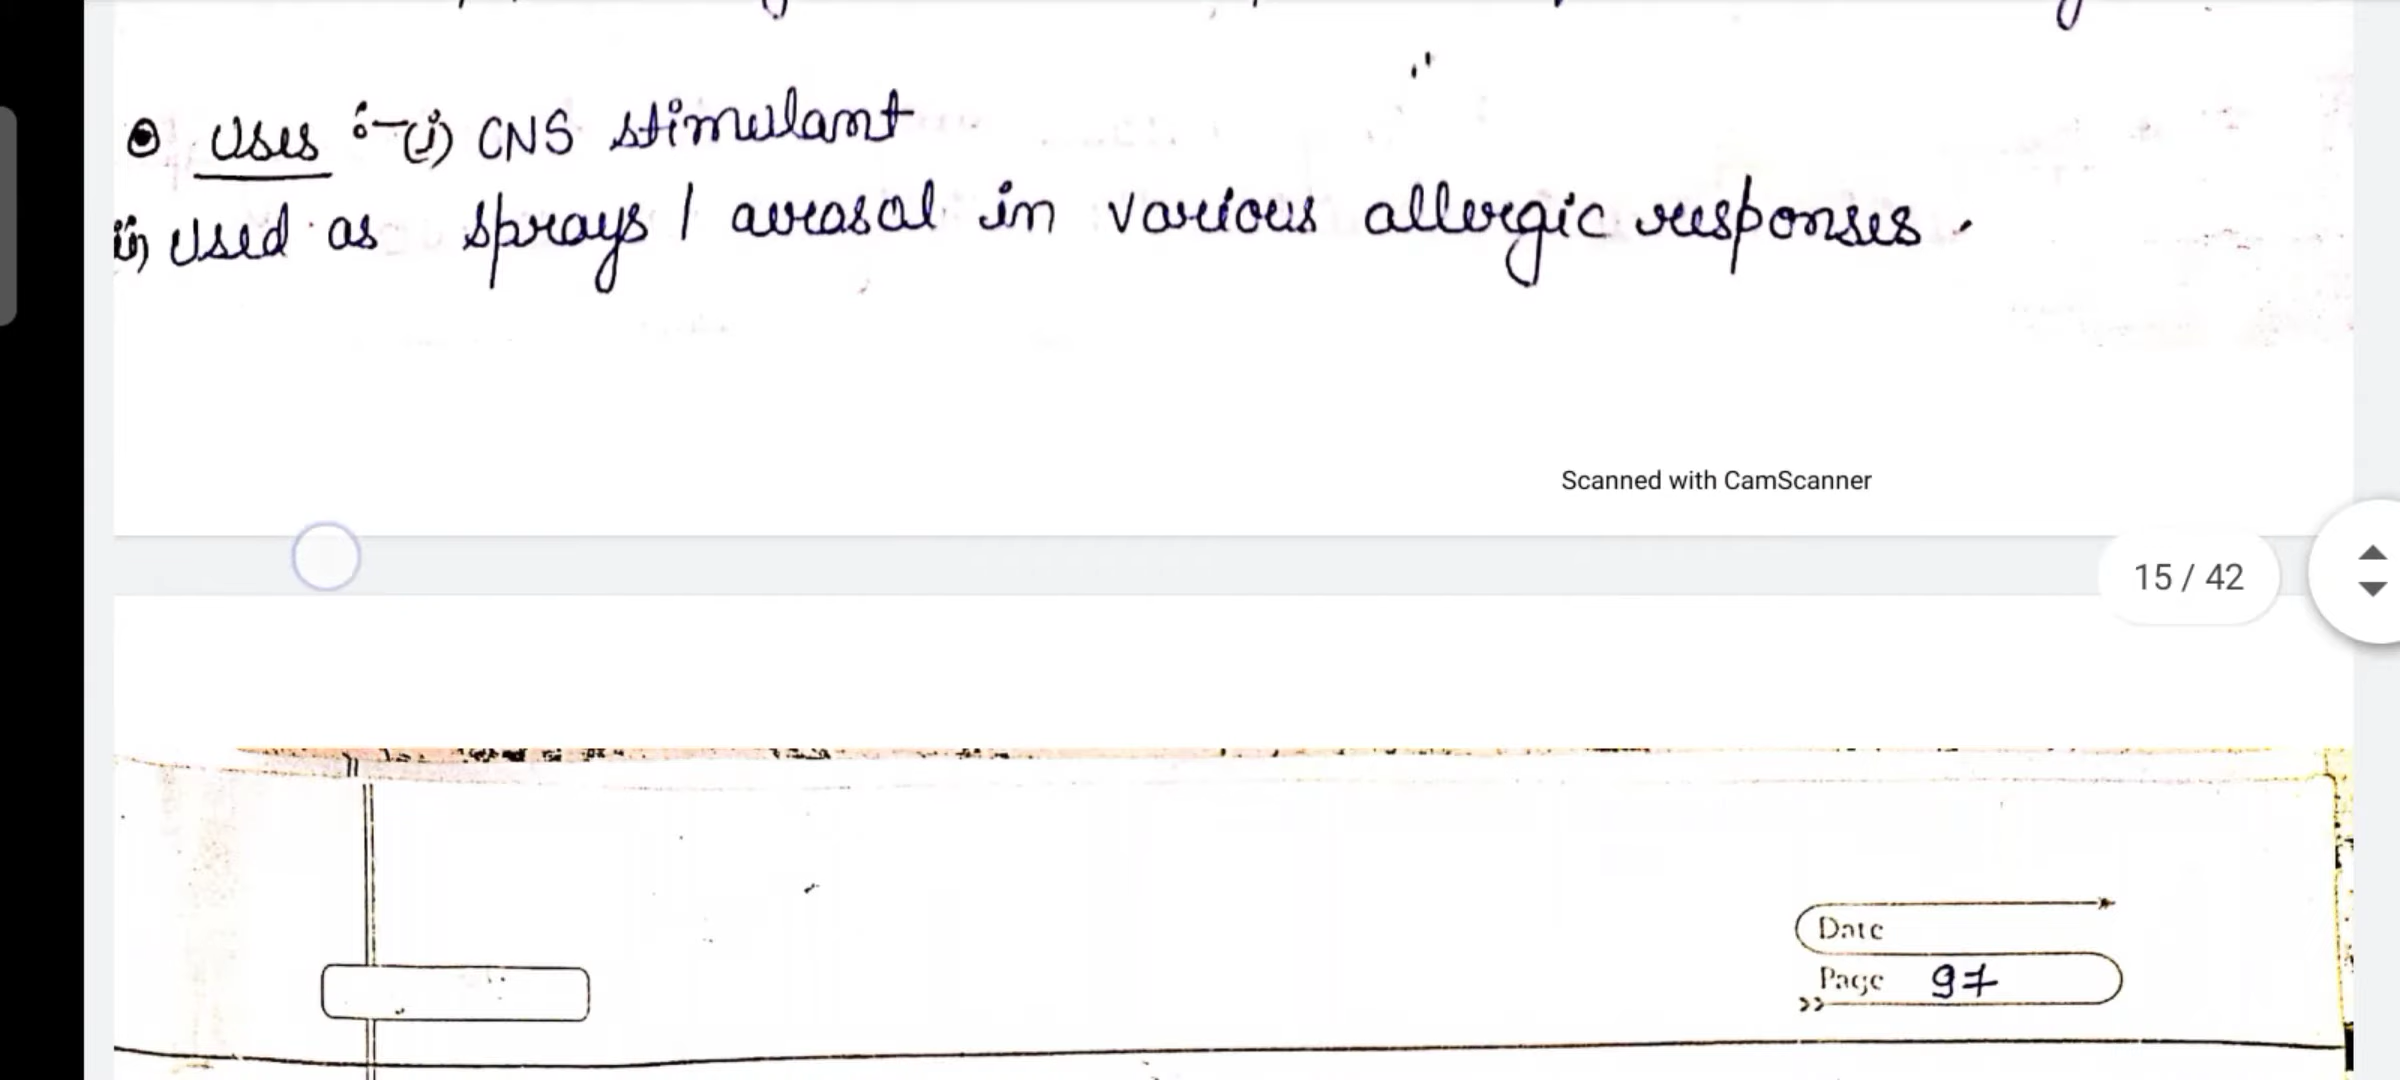 Uses :- (i) CNS stimulant
ii) Used as sprays / aerasal in various allergic responses.
Scanned with CamScanner
15 / 42
Date
Page 97